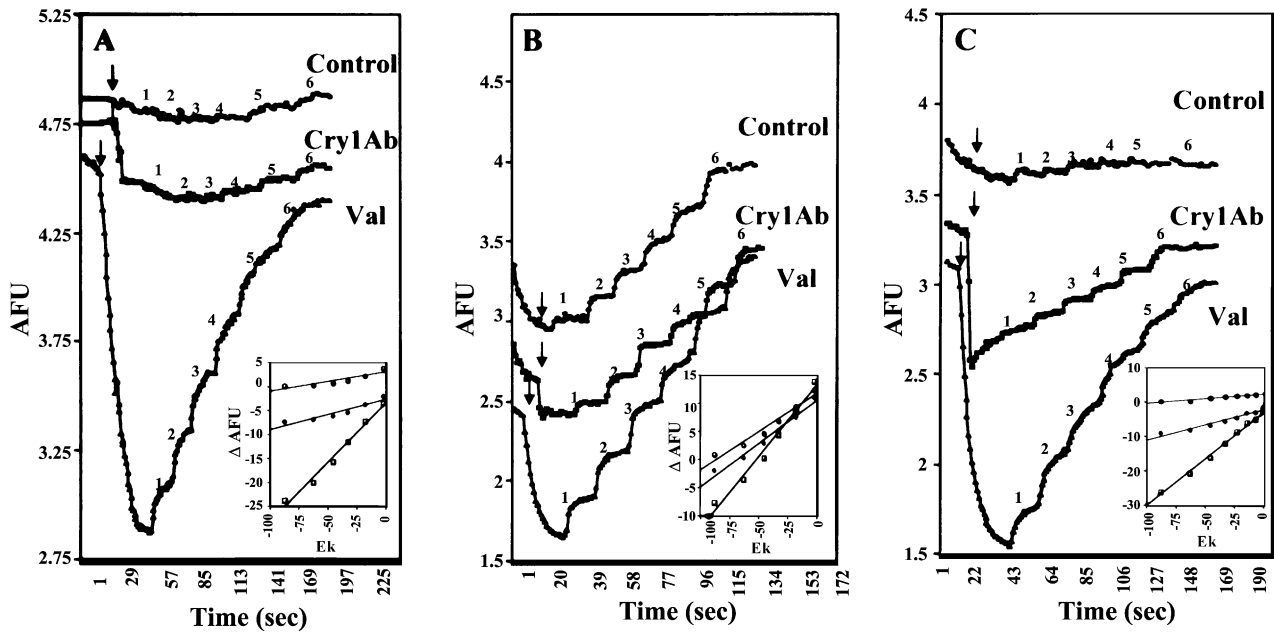 A
5.25
4.75
4.25
3.75
3.25
2.75
AFU
Control
1 2 3 4 5 6
Cry1Ab
1 2 3 4 5 6
Val
1 2 3 4 5 6
5
0
-5
-10
-15
-20
-25
Δ AFU
-100 -75 -50 -25 0
Ek
1 29 57 85 113 141 169 197 225
Time (sec)
B
4.5
4
3.5
3
2.5
2
1.5
AFU
Control
1 2 3 4 5 6
Cry1Ab
1 2 3 4 5 6
Val
1 2 3 4 5
15
10
5
0
-5
-10
Δ AFU
-100 -75 -50 -25 0
Ek
1 20 39 58 77 96 115 134 153 172
Time (sec)
C
4.5
4
3.5
3
2.5
2
1.5
AFU
Control
1 2 3 4 5 6
Cry1Ab
1 2 3 4 5 6
Val
1 2 3 4 5 6
10
0
-10
-20
-30
Δ AFU
-100 -75 -50 -25 0
Ek
1 22 43 64 85 106 127 148 169 190
Time (sec)